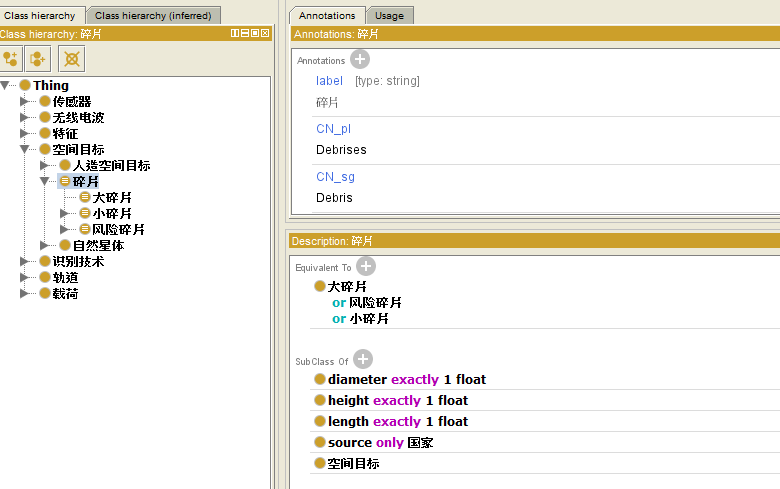 Class hierarchy
Class hierarchy (inferred)
Class hierarchy: 碎片
Thing
传感器
无线电波
特征
空间目标
人造空间目标
碎片
大碎片
小碎片
风险碎片
自然星体
识别技术
轨道
载荷
Annotations
Usage
Annotations: 碎片
Annotations
label [type: string]
碎片
CN_pl
Debrises
CN_sg
Debris
Description: 碎片
Equivalent To
大碎片
or 风险碎片
or 小碎片
SubClass Of
diameter exactly 1 float
height exactly 1 float
length exactly 1 float
source only 国家
空间目标